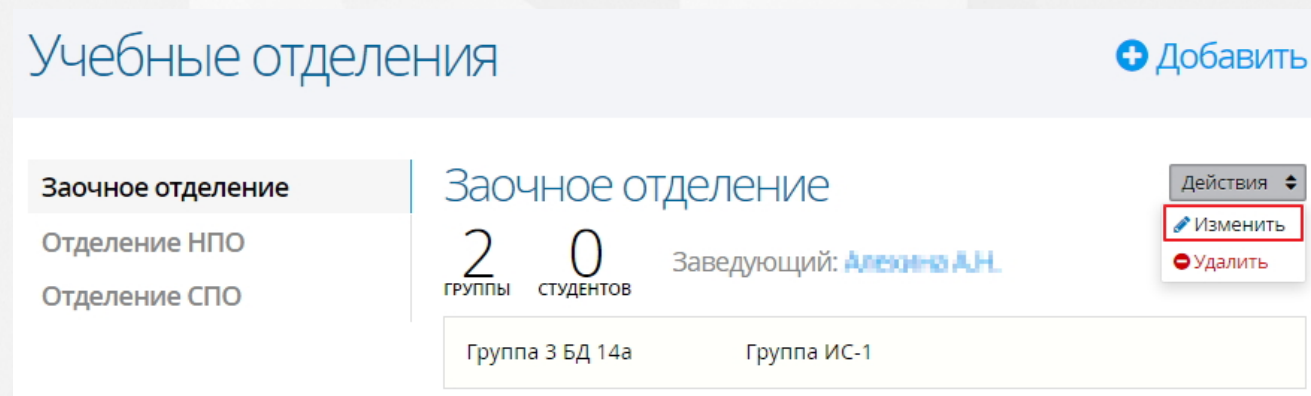 Учебные отделения
Добавить
Заочное отделение
Отделение НПО
Отделение СПО
Заочное отделение
Действия
Изменить
Удалить
2 0
ГРУППЫ СТУДЕНТОВ
Заведующий:
Группа 3 БД 14а Группа ИС-1